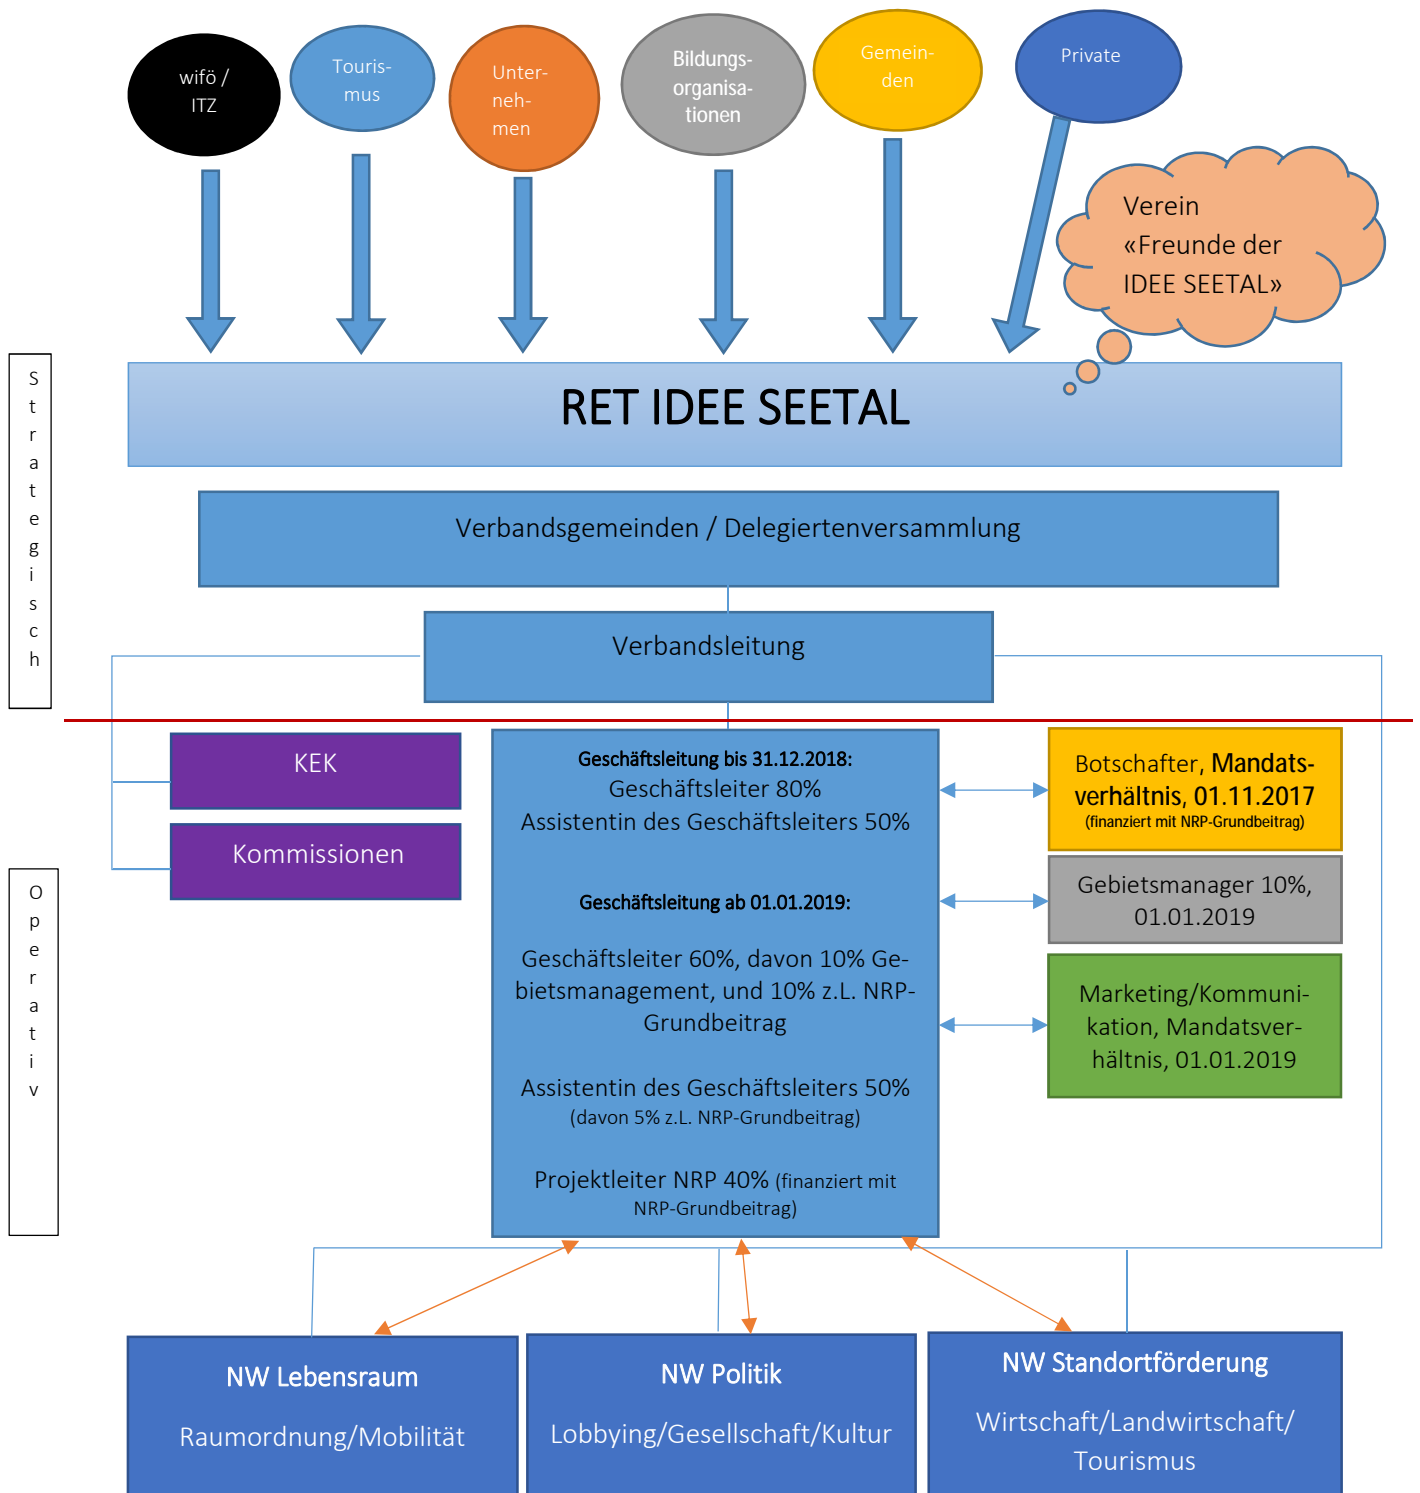 wifö /
ITZ
Touris-
mus
Unter-
neh-
men
Bildungs-
organisa-
tionen
Gemein-
den
Private
Verein
«Freunde der
IDEE SEETAL»
RET IDEE SEETAL
S
t
r
a
t
e
g
i
s
c
h
Verbandsgemeinden / Delegiertenversammlung
Verbandsleitung
KEK
Kommissionen
O
p
e
r
a
t
i
v
Geschäftsleitung bis 31.12.2018:
Geschäftsleiter 80%
Assistentin des Geschäftsleiters 50%
Geschäftsleitung ab 01.01.2019:
Geschäftsleiter 60%, davon 10% Ge-
bietsmanagement, und 10% z.L. NRP-
Grundbeitrag
Assistentin des Geschäftsleiters 50%
(davon 5% z.L. NRP-Grundbeitrag)
Projektleiter NRP 40% (finanziert mit
NRP-Grundbeitrag)
Botschafter, Mandats-
verhältnis, 01.11.2017
(finanziert mit NRP-Grundbeitrag)
Gebietsmanager 10%,
01.01.2019
Marketing/Kommuni-
kation, Mandatsver-
hältnis, 01.01.2019
NW Lebensraum
Raumordnung/Mobilität
NW Politik
Lobbying/Gesellschaft/Kultur
NW Standortförderung
Wirtschaft/Landwirtschaft/
Tourismus